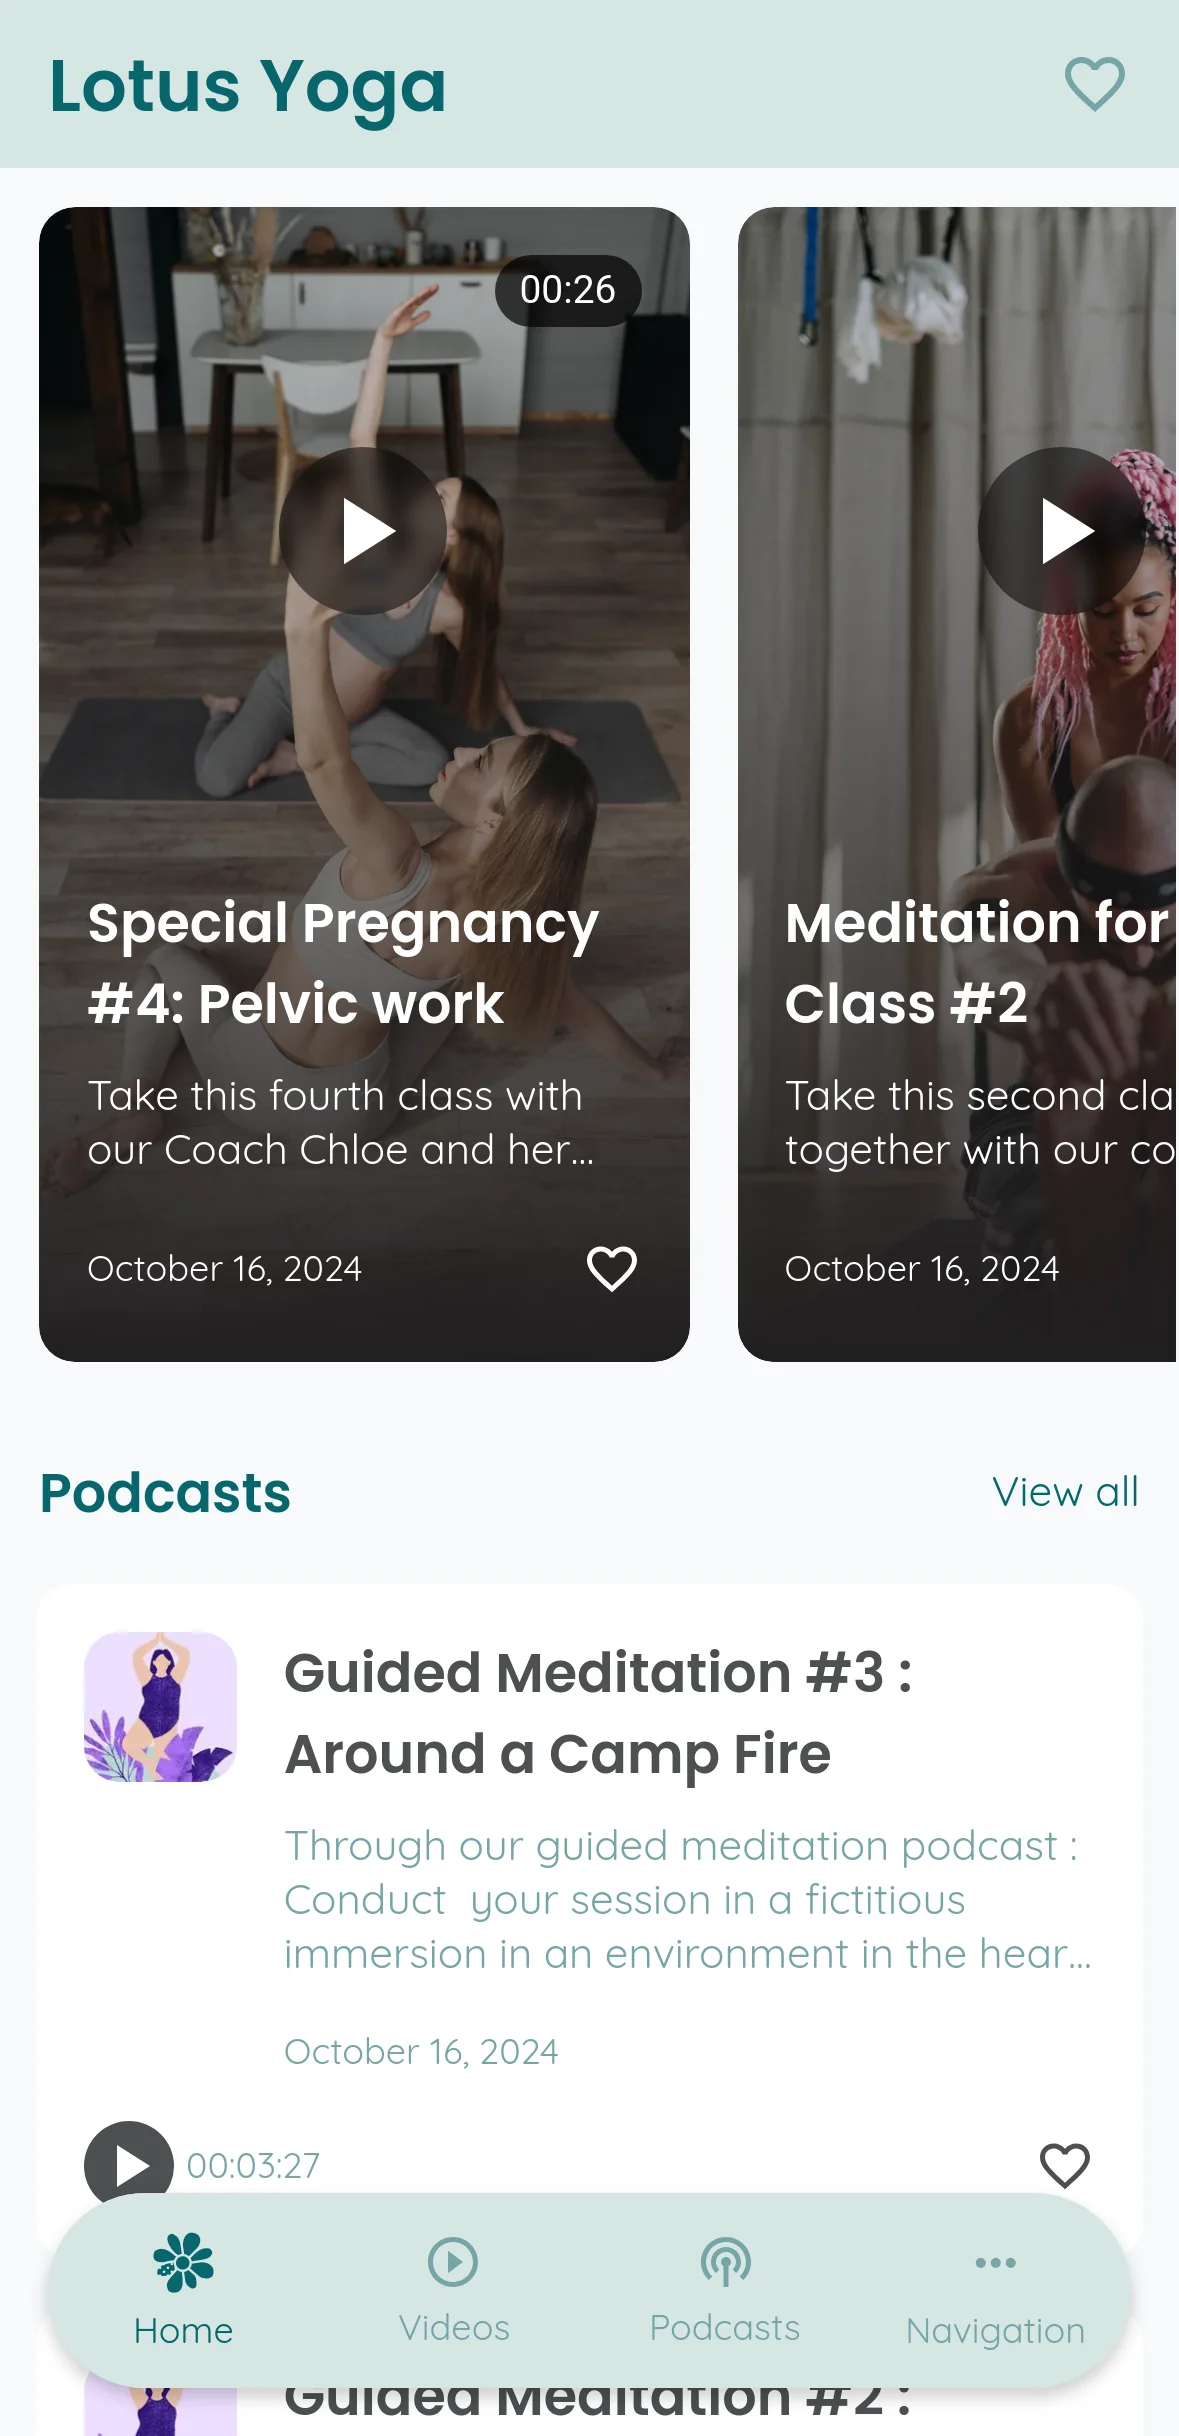 Lotus Yoga
00:26
Special Pregnancy
#4: Pelvic work
Take this fourth class with
our Coach Chloe and her...
October 16, 2024
Meditation for
Class #2
Take this second cla
together with our co
October 16, 2024
Podcasts
View all
Guided Meditation #3 :
Around a Camp Fire
Through our guided meditation podcast :
Conduct  your session in a fictitious
immersion in an environment in the hear...
October 16, 2024
00:03:27
Home
Videos
Podcasts
Navigation
Guided Meditation #2 :